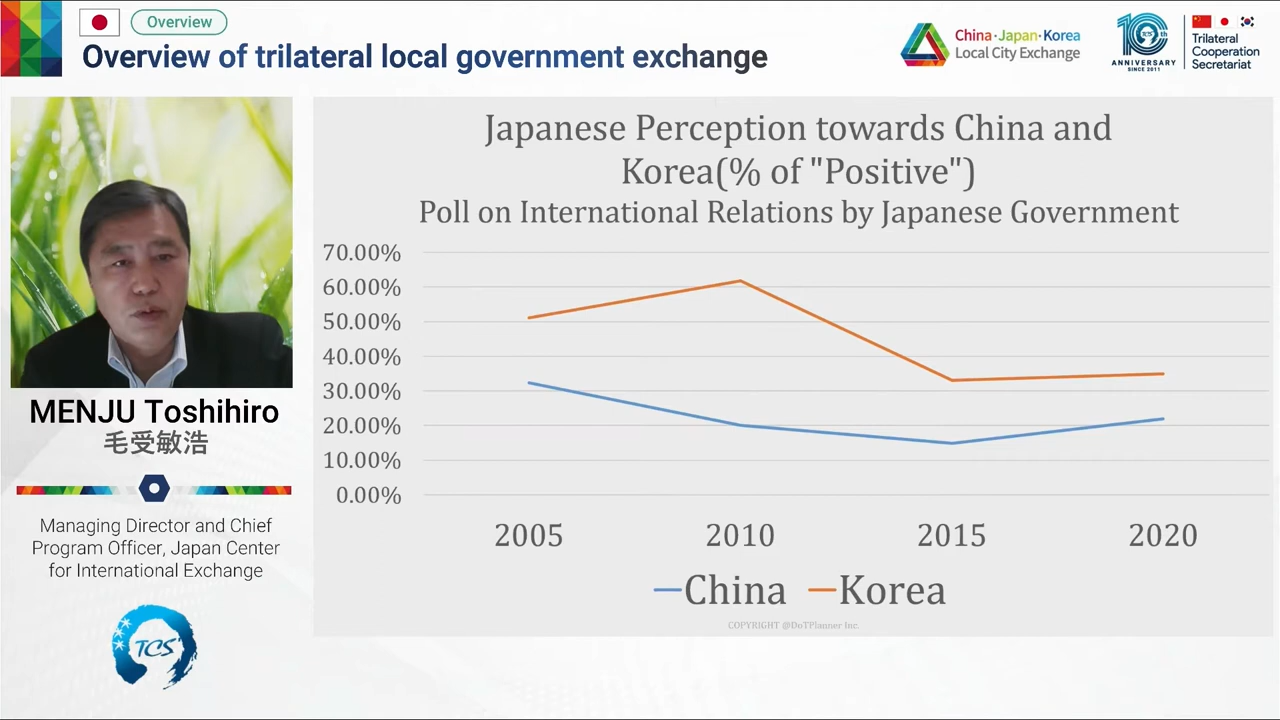 Overview
Overview of trilateral local government exchange
China·Japan·Korea
Local City Exchange
10th
TCS
ANNIVERSARY
SINCE 2011
Trilateral
Cooperation
Secretariat
MENJU Toshihiro
毛受敏浩
Managing Director and Chief
Program Officer, Japan Center
for International Exchange
TCS
Japanese Perception towards China and
Korea(% of "Positive")
Poll on International Relations by Japanese Government
70.00%
60.00%
50.00%
40.00%
30.00%
20.00%
10.00%
0.00%
2005 2010 2015 2020
China Korea
COPYRIGHT @DoTPlanner Inc.